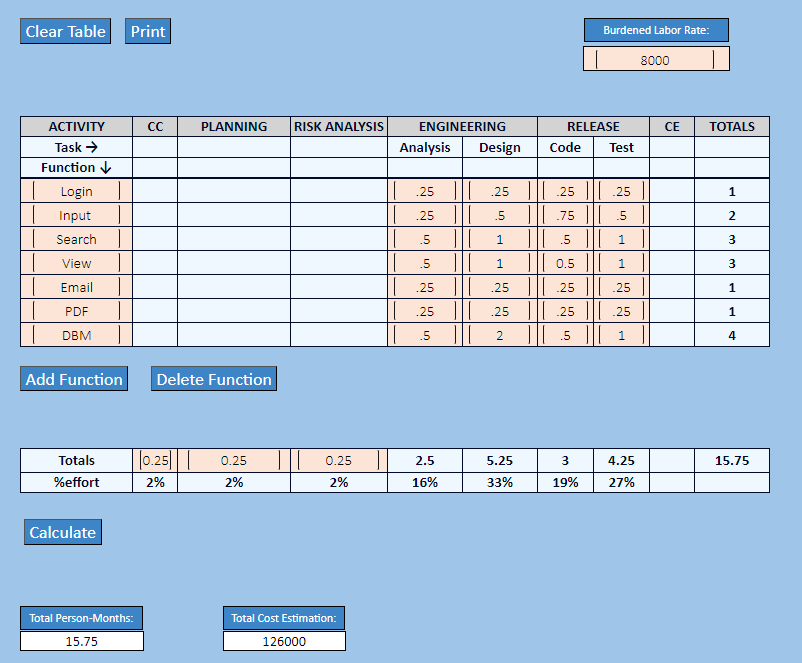 Clear Table Print Burdened Labor Rate:
8000
ACTIVITY CC PLANNING RISK ANALYSIS ENGINEERING RELEASE CE TOTALS
Task → Analysis Design Code Test
Function ↓
Login .25 .25 .25 .25 1
Input .25 .5 .75 .5 2
Search .5 1 .5 1 3
View .5 1 0.5 1 3
Email .25 .25 .25 .25 1
PDF .25 .25 .25 .25 1
DBM .5 2 .5 1 4
Add Function Delete Function
Totals 0.25 0.25 0.25 2.5 5.25 3 4.25 15.75
%effort 2% 2% 2% 16% 33% 19% 27%
Calculate
Total Person-Months: Total Cost Estimation:
15.75 126000